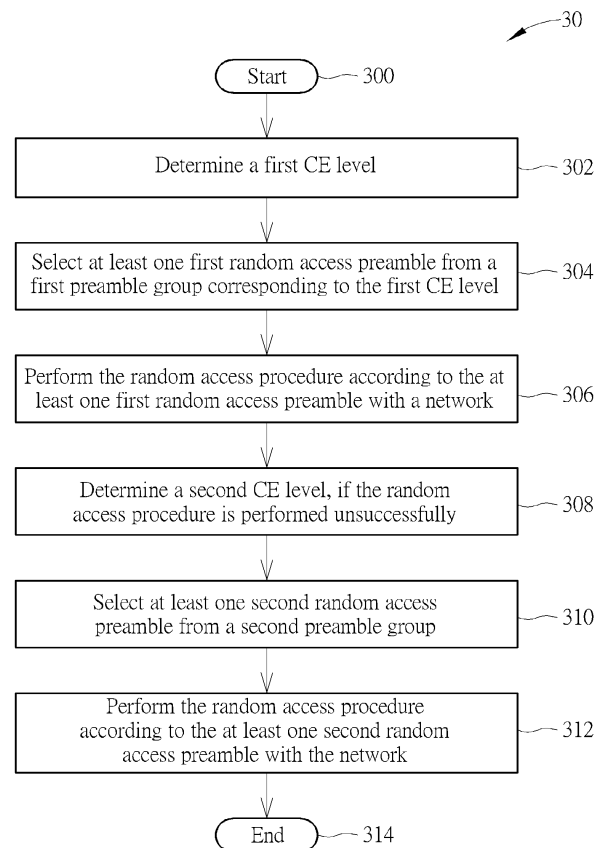 30
Start
300
Determine a first CE level
302
Select at least one first random access preamble from a
first preamble group corresponding to the first CE level
304
Perform the random access procedure according to the at
least one first random access preamble with a network
306
Determine a second CE level, if the random
access procedure is performed unsuccessfully
308
Select at least one second random access
preamble from a second preamble group
310
Perform the random access procedure
according to the at least one second random
access preamble with the network
312
End
314